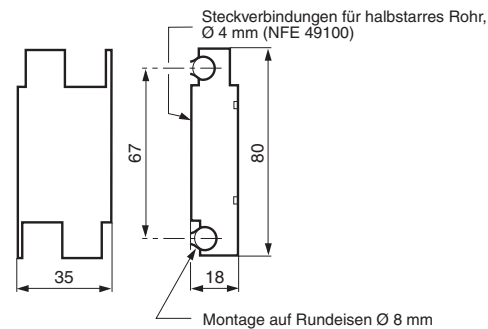 Steckverbindungen für halbstarres Rohr,
Ø 4 mm (NFE 49100)
67
80
35
18
Montage auf Rundeisen Ø 8 mm